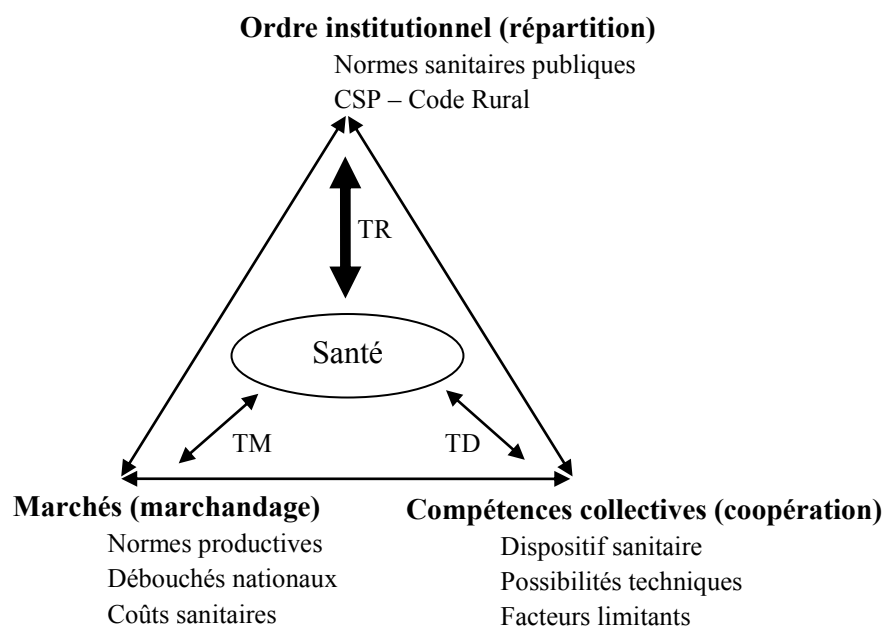 Ordre institutionnel (répartition)
Normes sanitaires publiques
CSP – Code Rural
TR
Santé
TM
TD
Marchés (marchandage)
Normes productives
Débouchés nationaux
Coûts sanitaires
Compétences collectives (coopération)
Dispositif sanitaire
Possibilités techniques
Facteurs limitants